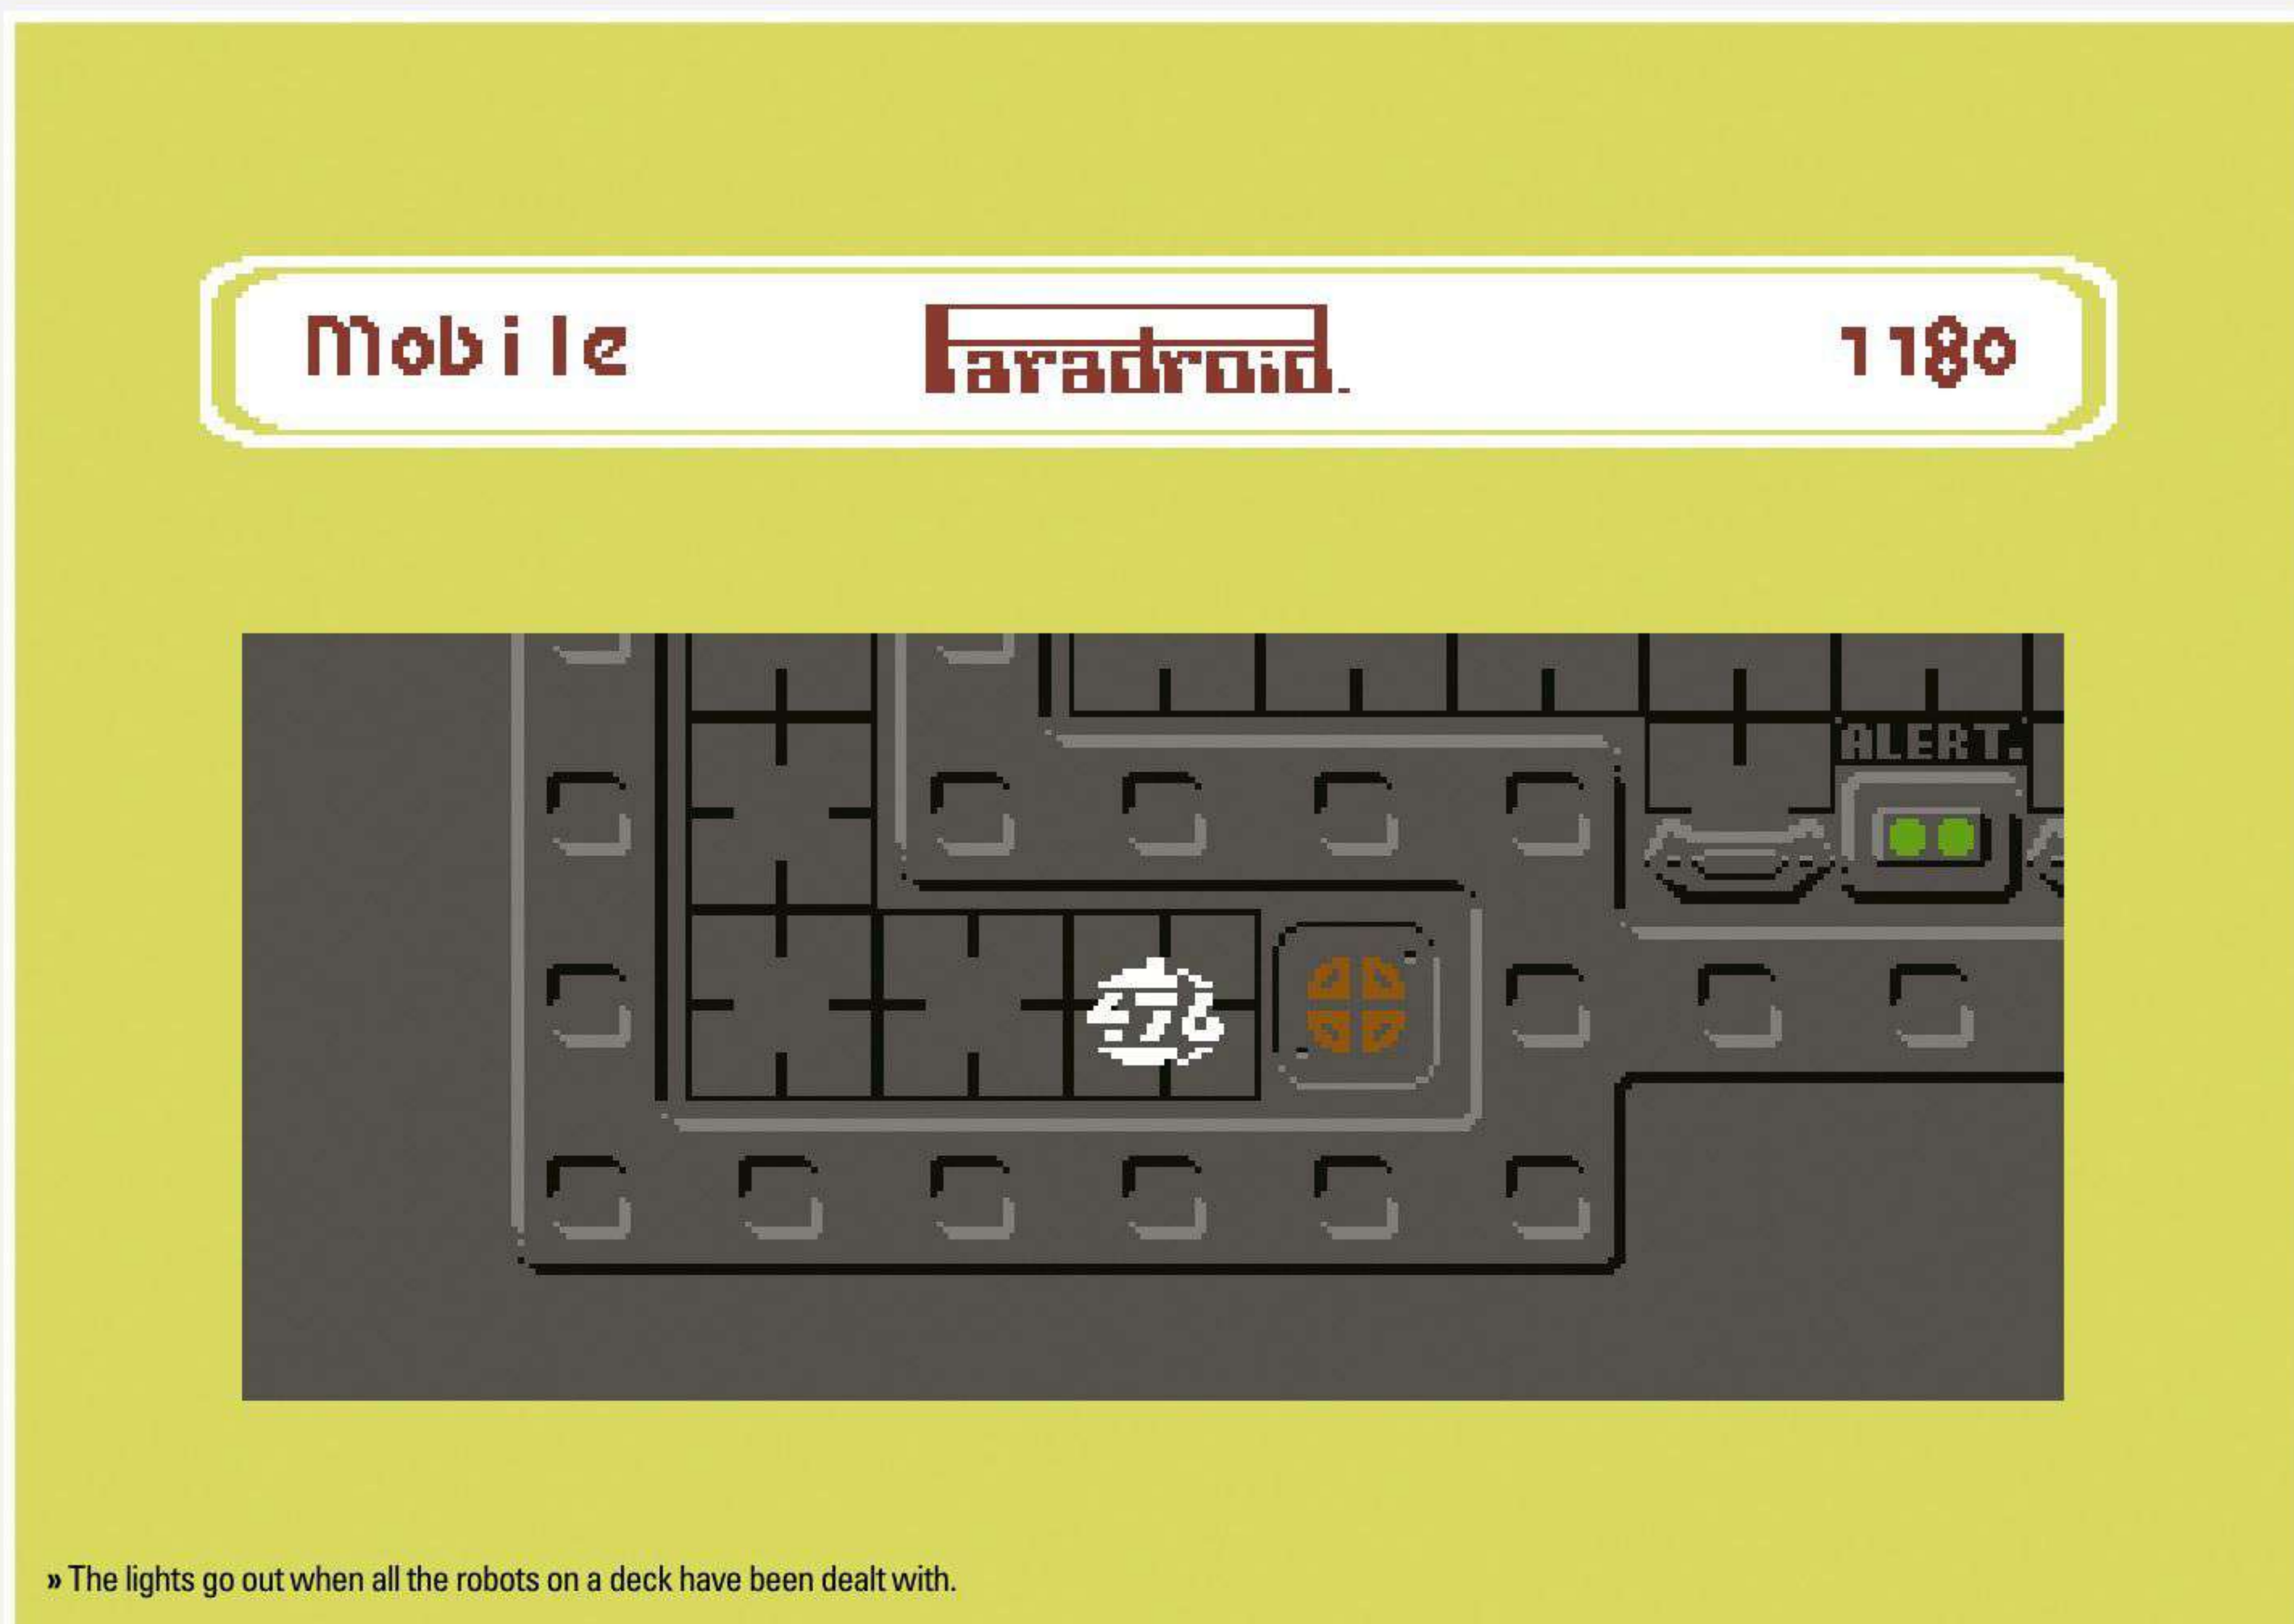 Mobile Paradroid. 1180
ALERT.
476
» The lights go out when all the robots on a deck have been dealt with.